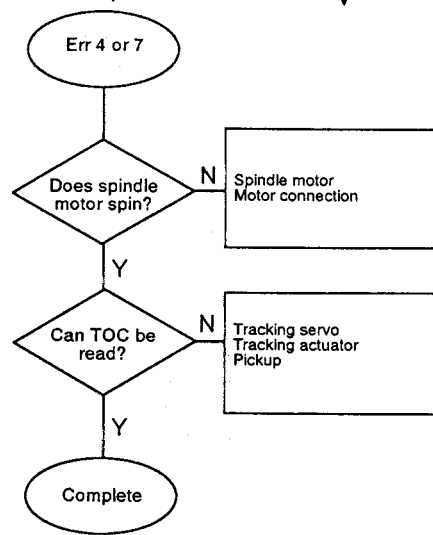 Err 4 or 7
Does spindle
motor spin?
N
Spindle motor
Motor connection
Y
Can TOC be
read?
N
Tracking servo
Tracking actuator
Pickup
Y
Complete